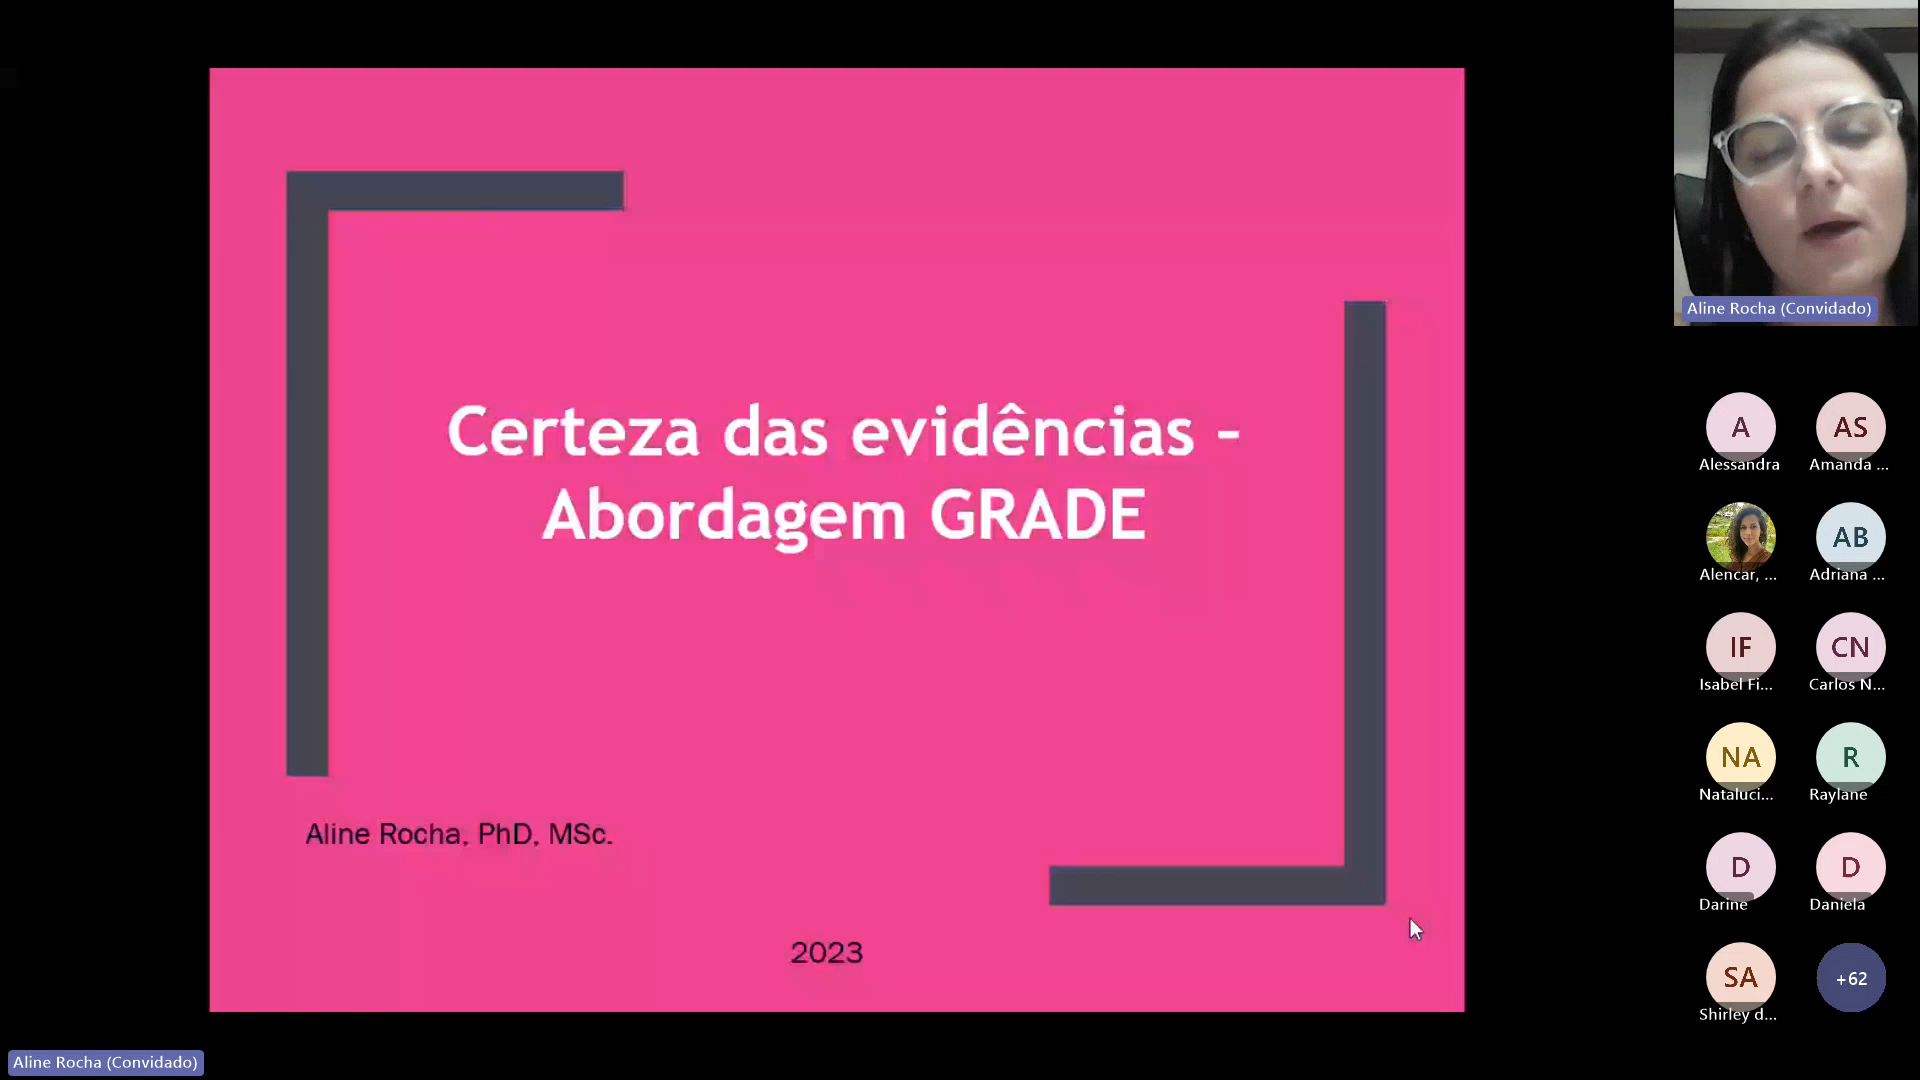 Certeza das evidências -
Abordagem GRADE
Aline Rocha, PhD, MSc.
2023
Aline Rocha (Convidado)
A
Alessandra
AS
Amanda ...
Alencar, ...
AB
Adriana ...
IF
Isabel Fi...
CN
Carlos N...
NA
Nataluci...
R
Raylane
D
Darine
D
Daniela
SA
Shirley d...
+62
Aline Rocha (Convidado)